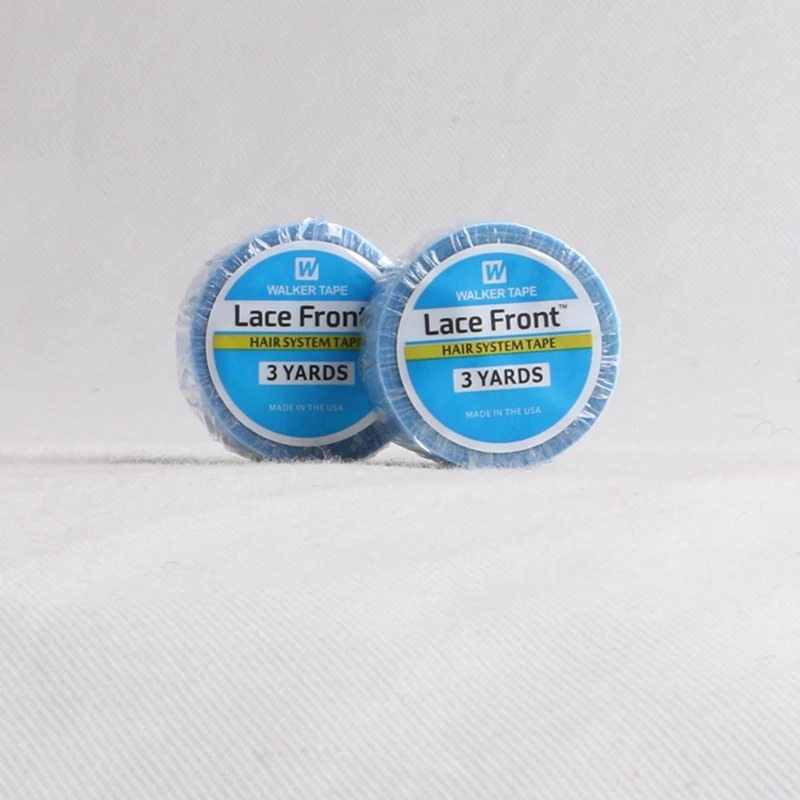 W
WALKER TAPE
Lace Front
HAIR SYSTEM TAPE
3 YARDS
MADE IN THE USA
W
WALKER TAPE
Lace Front™
HAIR SYSTEM TAPE
3 YARDS
MADE IN THE USA